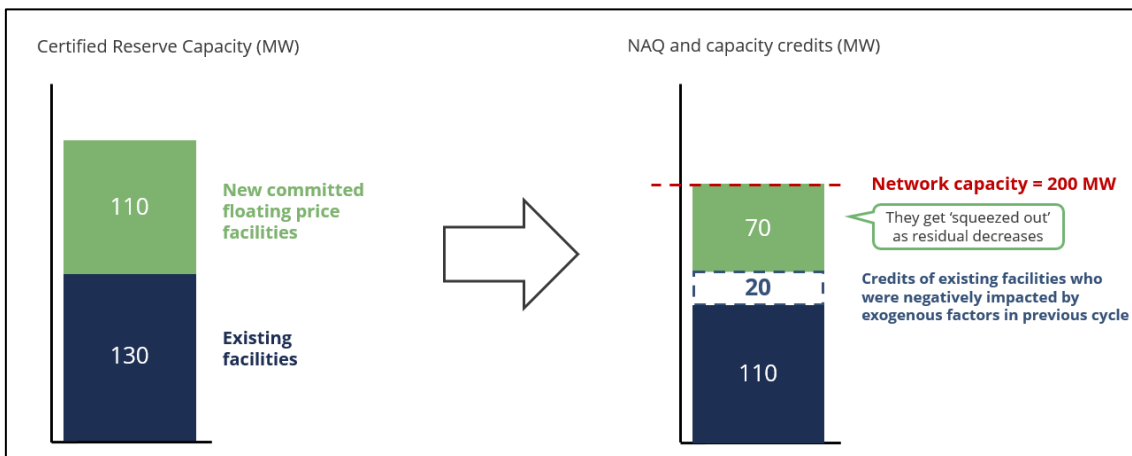 Certified Reserve Capacity (MW)
110
New committed
floating price
facilities
130
Existing
facilities
NAQ and capacity credits (MW)
Network capacity = 200 MW
70
They get ‘squeezed out’
as residual decreases
20
Credits of existing facilities who
were negatively impacted by
exogenous factors in previous cycle
110